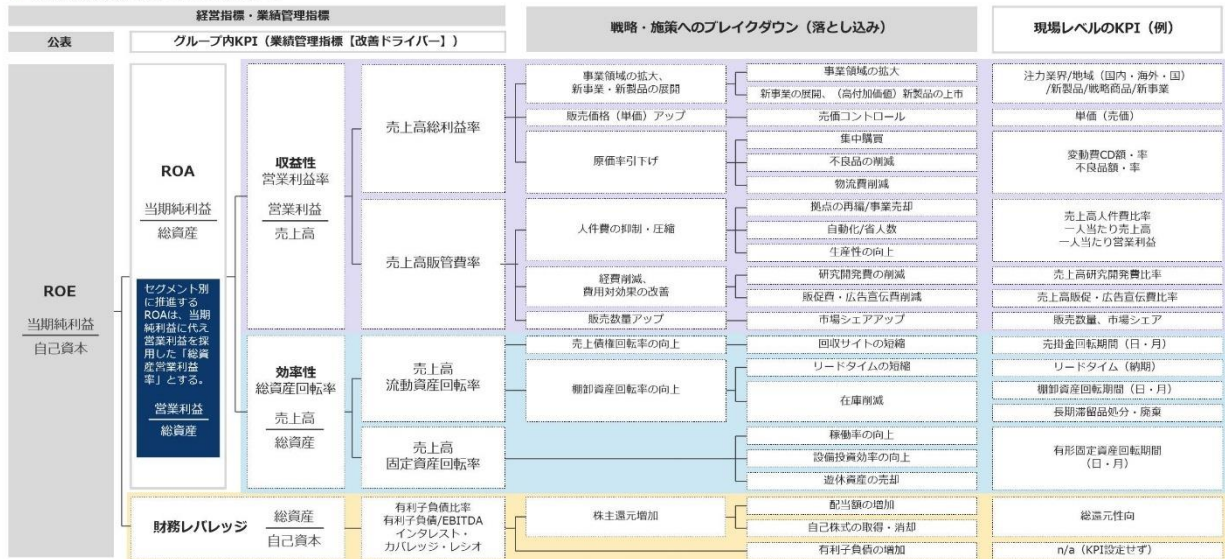 経営指標・業績管理指標
戦略・施策へのブレイクダウン（落とし込み）
現場レベルのKPI（例）
公表
グループ内KPI（業績管理指標【改善ドライバー】）
ROE
当期純利益
自己資本
ROA
当期純利益
総資産
セグメント別
に推進する
ROAは、当期
純利益に代え
営業利益を採
用した「総資
産営業利益
率」とする。
営業利益
総資産
収益性
営業利益率
営業利益
売上高
売上高総利益率
事業領域の拡大、
新事業・新製品の展開
事業領域の拡大
新事業の展開、（高付加価値）新製品の上市
注力業界/地域（国内・海外・国）
/新製品/戦略商品/新事業
販売価格（単価）アップ
売価コントロール
単価（売価）
原価率引下げ
集中購買
不良品の削減
物流費削減
変動費CD額・率
不良品額・率
売上高販管費率
人件費の抑制・圧縮
拠点の再編/事業売却
自動化/省人数
生産性の向上
売上高人件費比率
一人当たり売上高
一人当たり営業利益
経費削減、
費用対効果の改善
研究開発費の削減
売上高研究開発費比率
販促費・広告宣伝費削減
売上高販促・広告宣伝費比率
販売数量アップ
市場シェアアップ
販売数量、市場シェア
効率性
総資産回転率
売上高
総資産
売上高
流動資産回転率
売上債権回転率の向上
回収サイトの短縮
売掛金回転期間（日・月）
棚卸資産回転率の向上
リードタイムの短縮
リードタイム（納期）
在庫削減
棚卸資産回転期間（日・月）
長期滞留品処分・廃棄
売上高
固定資産回転率
稼働率の向上
設備投資効率の向上
遊休資産の売却
有形固定資産回転期間
（日・月）
財務レバレッジ
総資産
自己資本
有利子負債比率
有利子負債/EBITDA
インタレスト・
カバレッジ・レシオ
株主還元増加
配当額の増加
自己株式の取得・消却
総還元性向
有利子負債の増加
n/a（KPI設定せず）